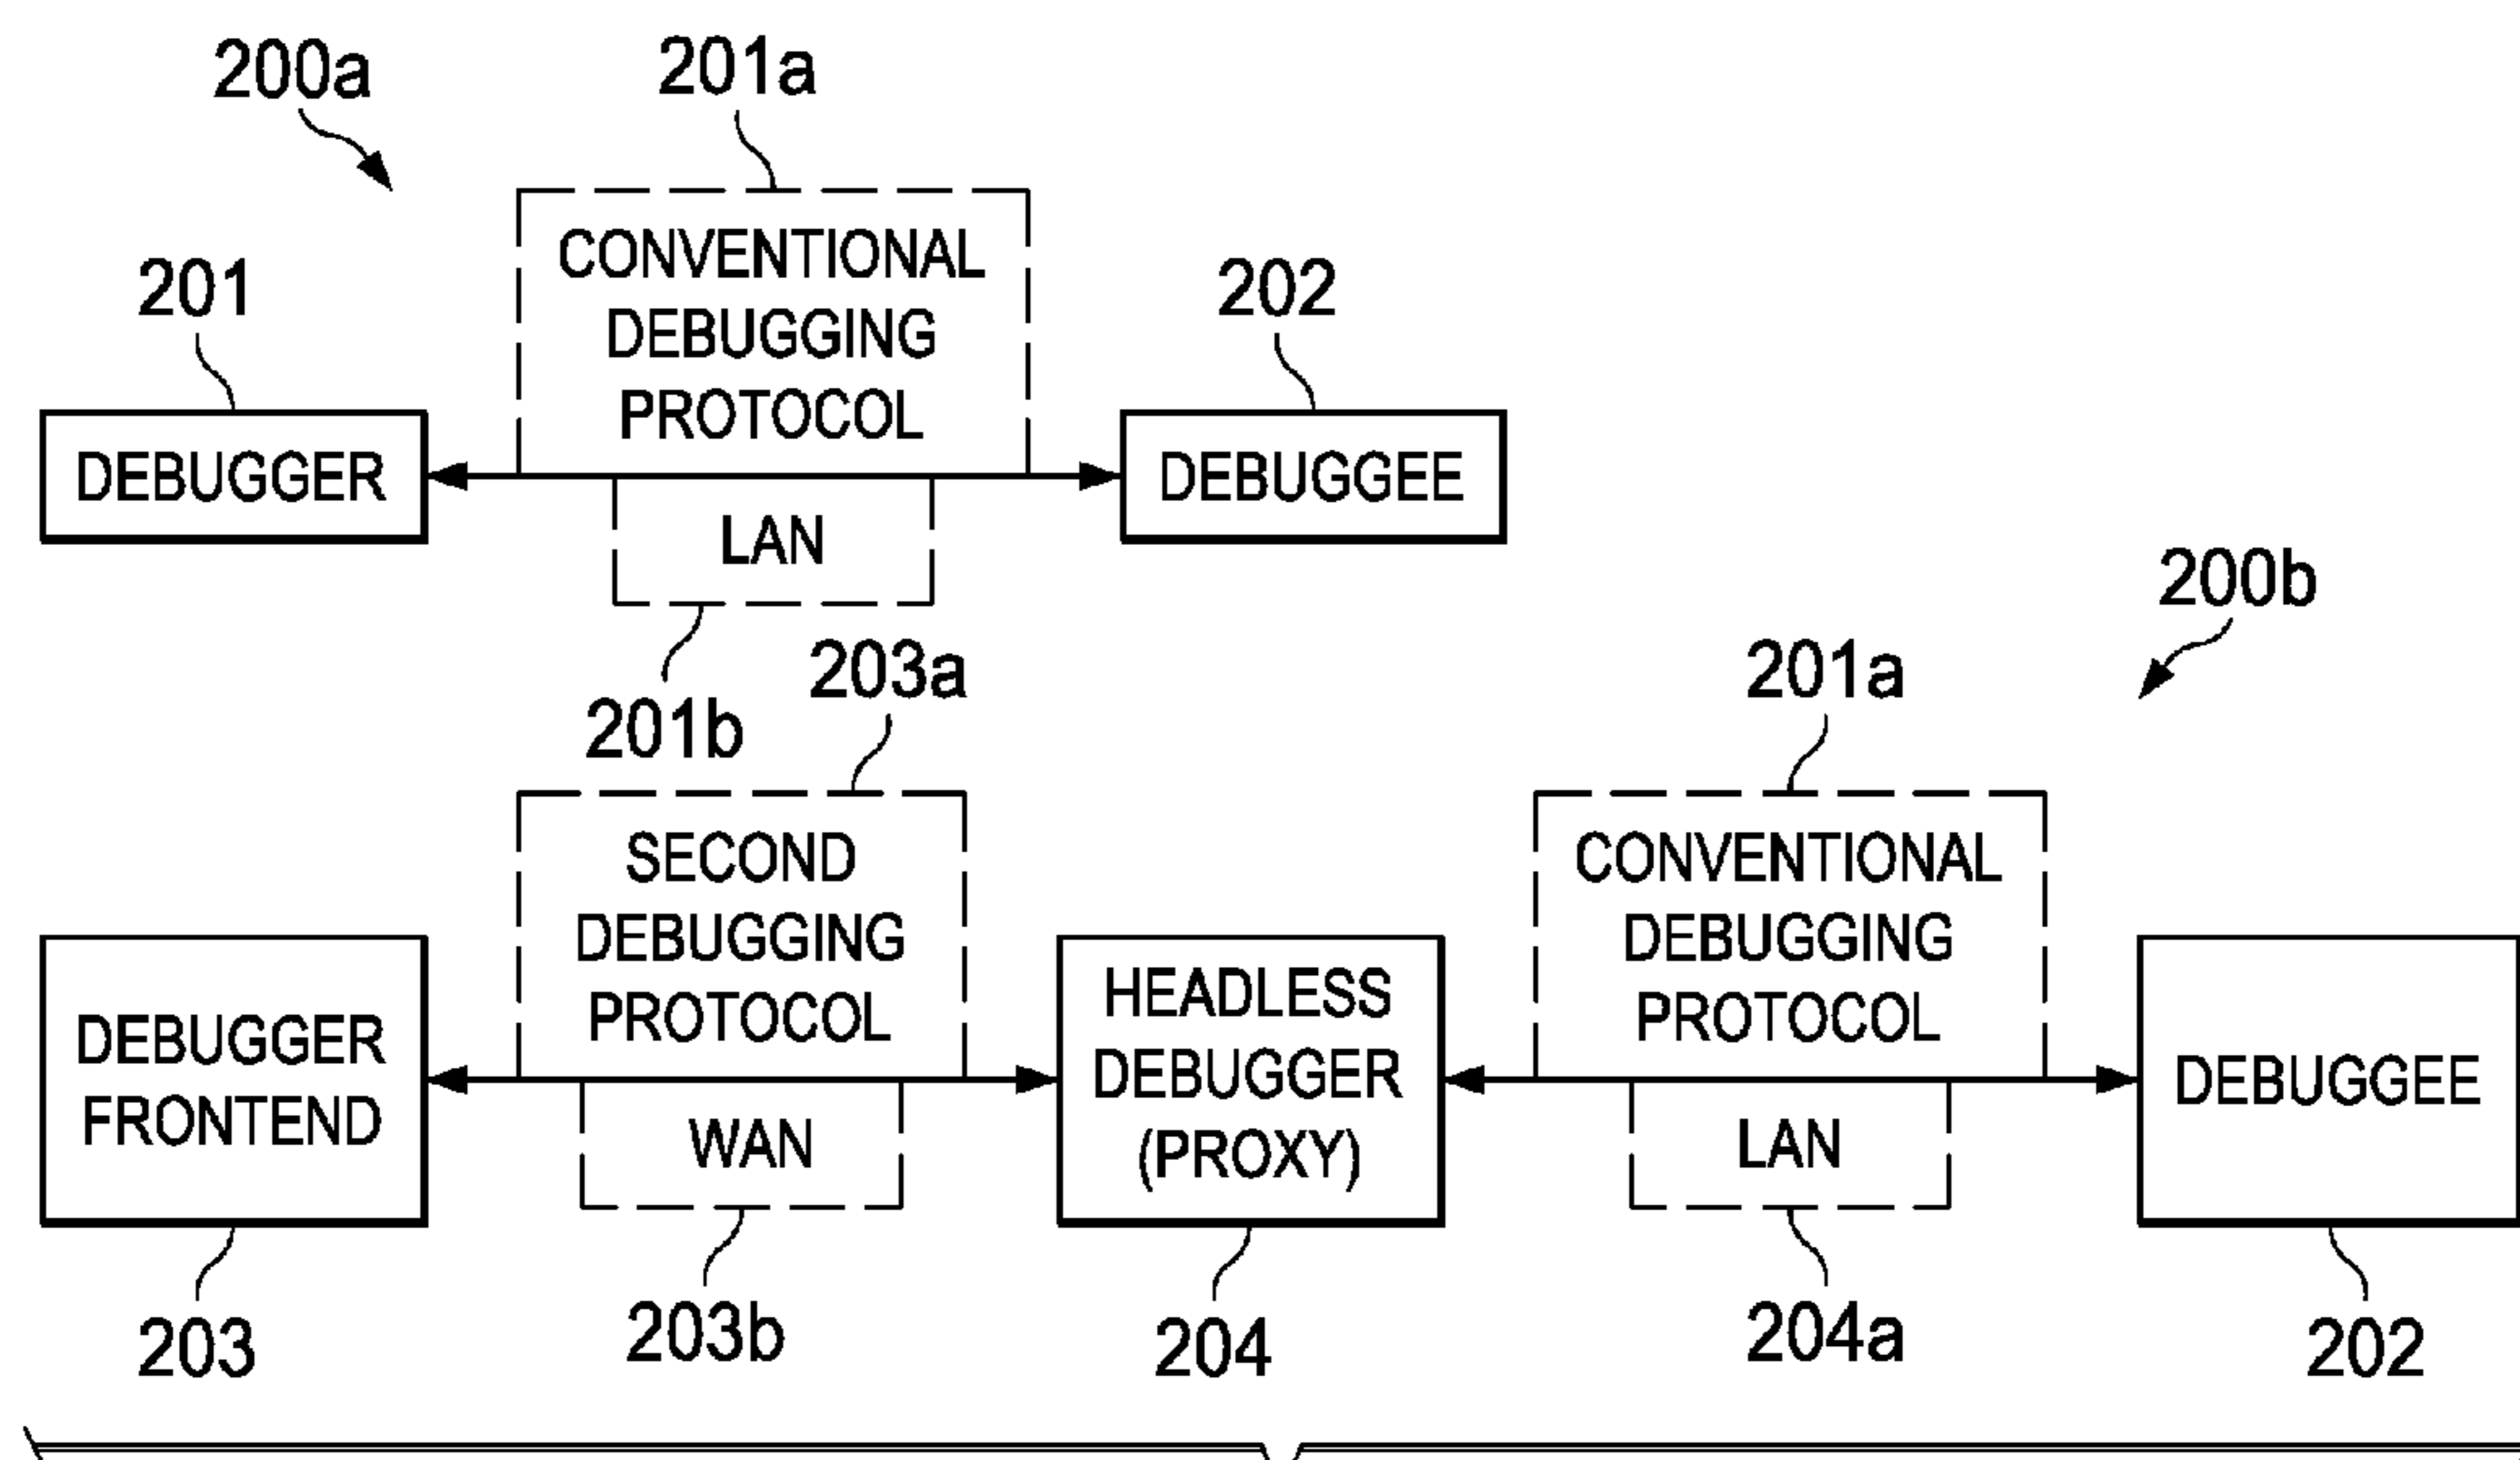 200a
201a
CONVENTIONAL
DEBUGGING
PROTOCOL
201
202
DEBUGGER
DEBUGGEE
LAN
200b
201b
203a
201a
SECOND
DEBUGGING
PROTOCOL
CONVENTIONAL
DEBUGGING
PROTOCOL
DEBUGGER
FRONTEND
HEADLESS
DEBUGGER
(PROXY)
DEBUGGEE
WAN
LAN
203
203b
204
204a
202